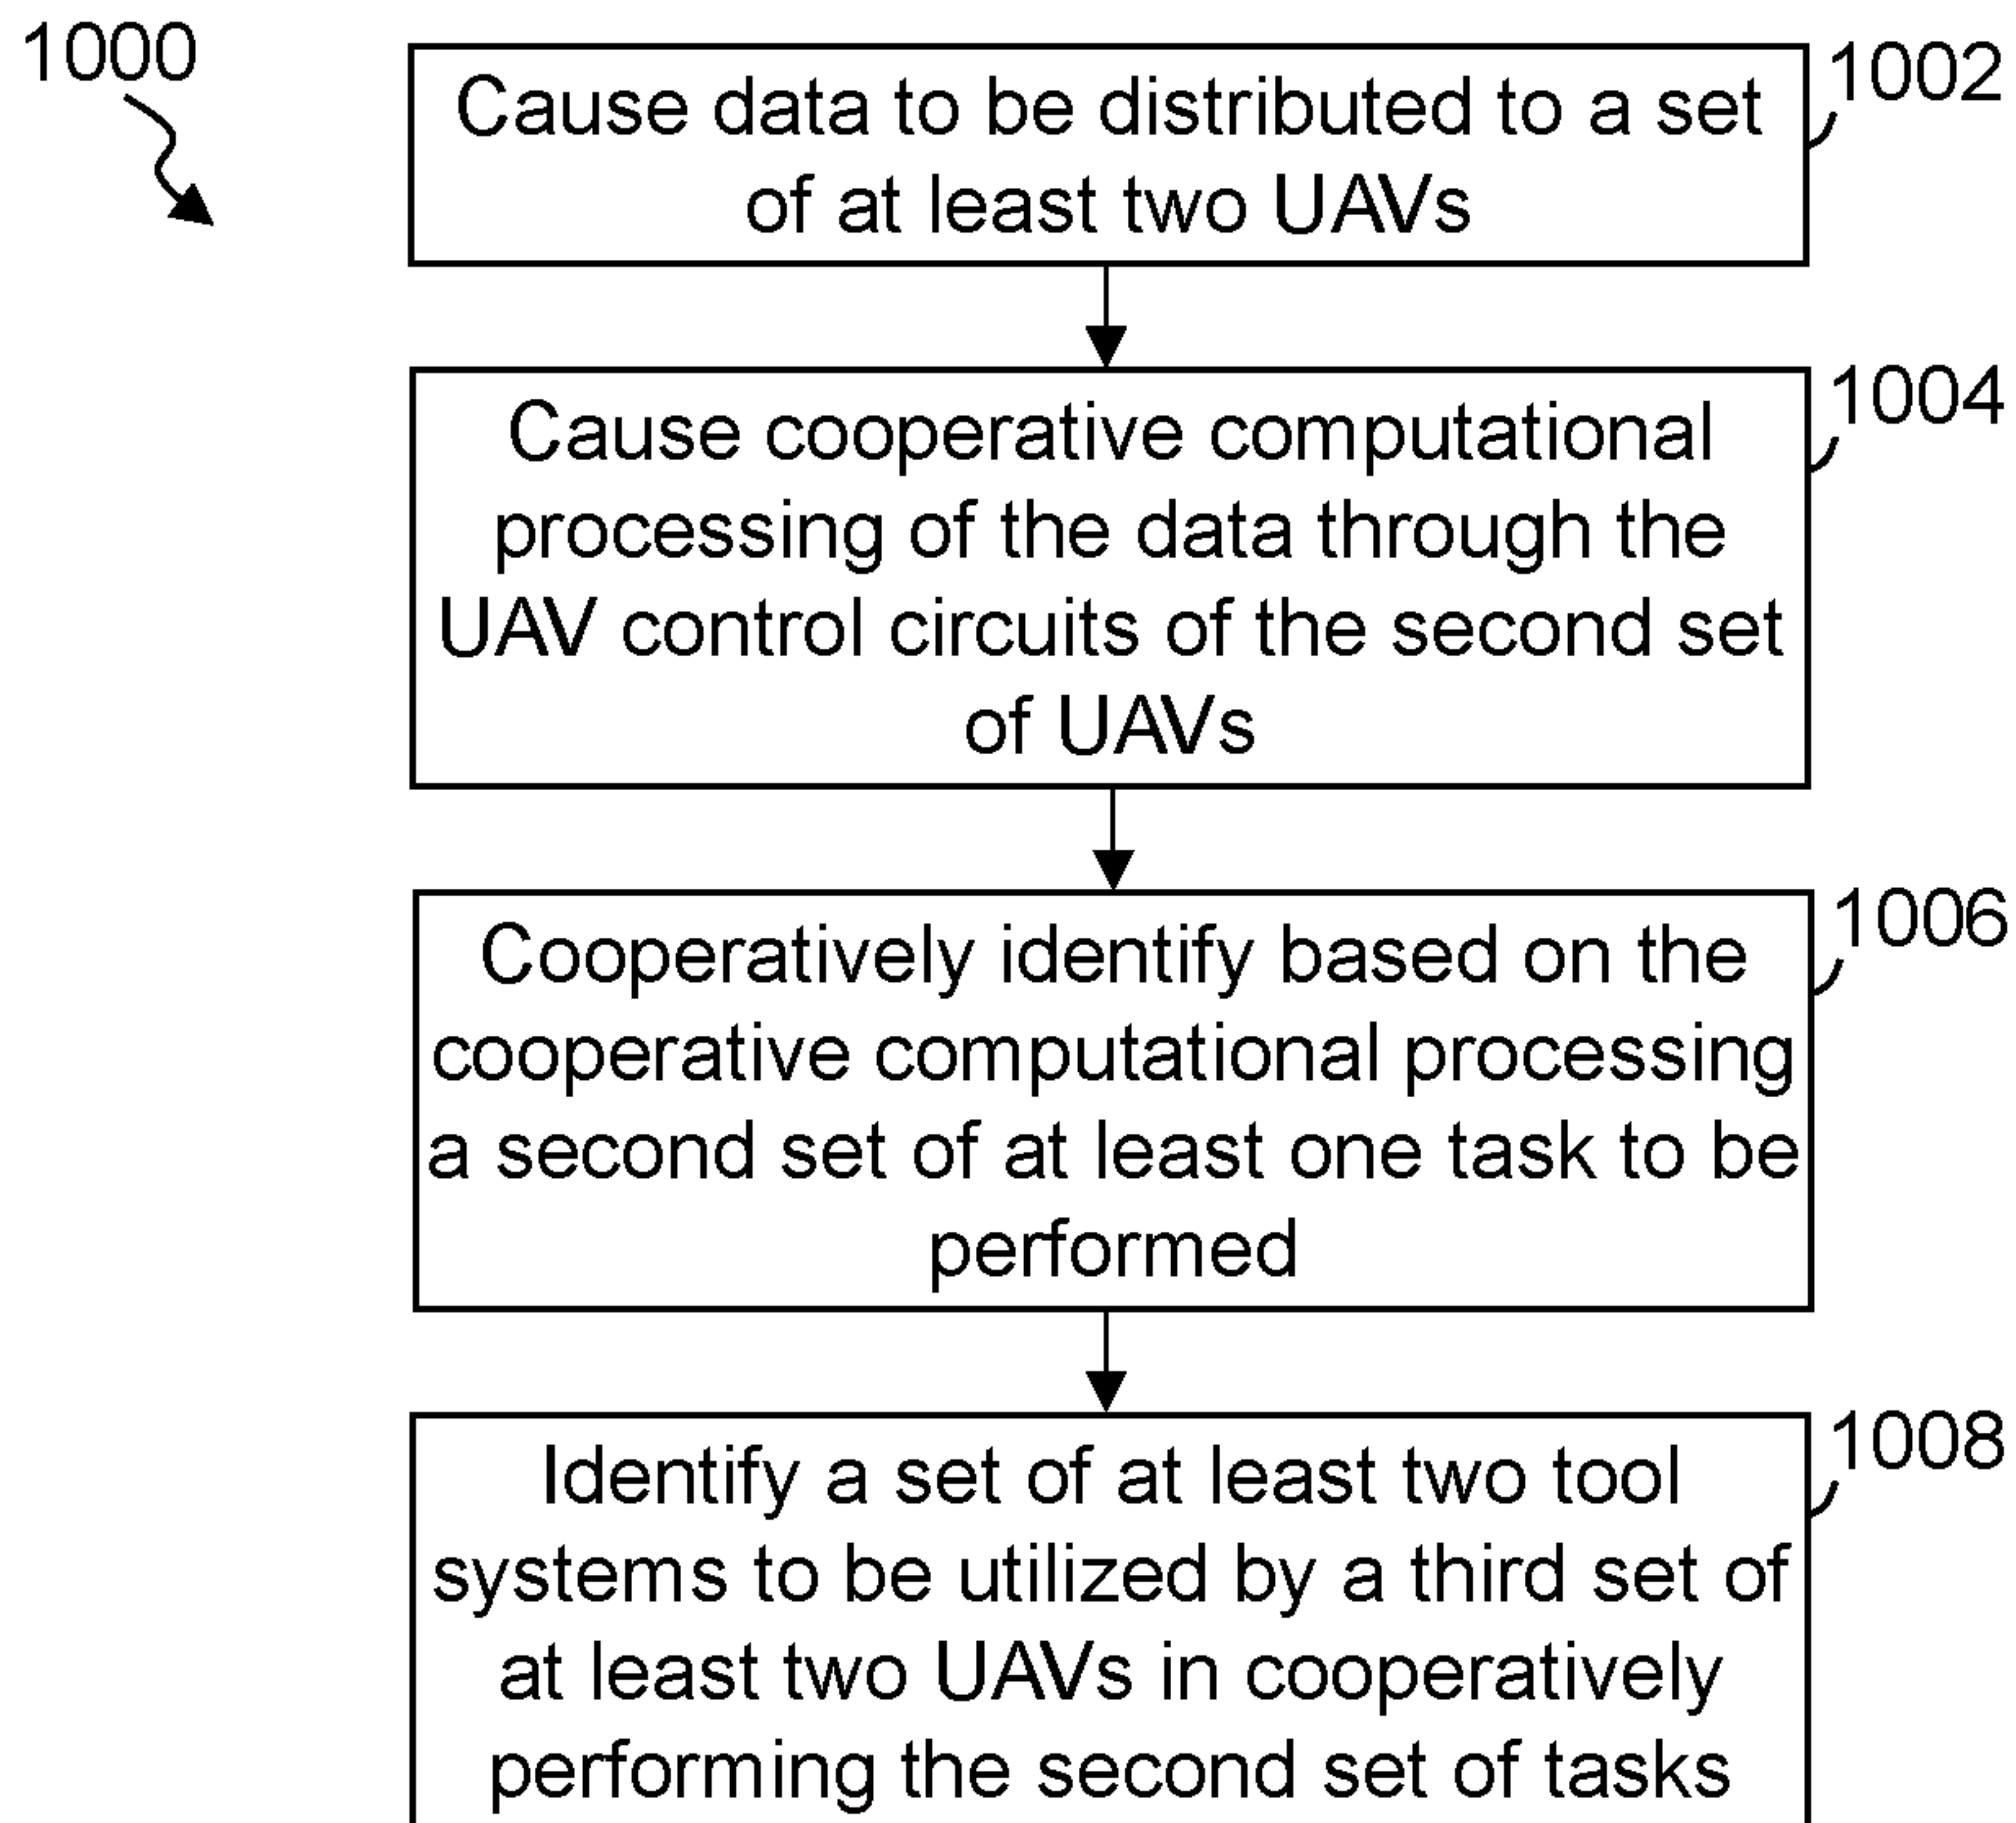 1000
1002
Cause data to be distributed to a set
of at least two UAVs
1004
Cause cooperative computational
processing of the data through the
UAV control circuits of the second set
of UAVs
1006
Cooperatively identify based on the
cooperative computational processing
a second set of at least one task to be
performed
1008
Identify a set of at least two tool
systems to be utilized by a third set of
at least two UAVs in cooperatively
performing the second set of tasks